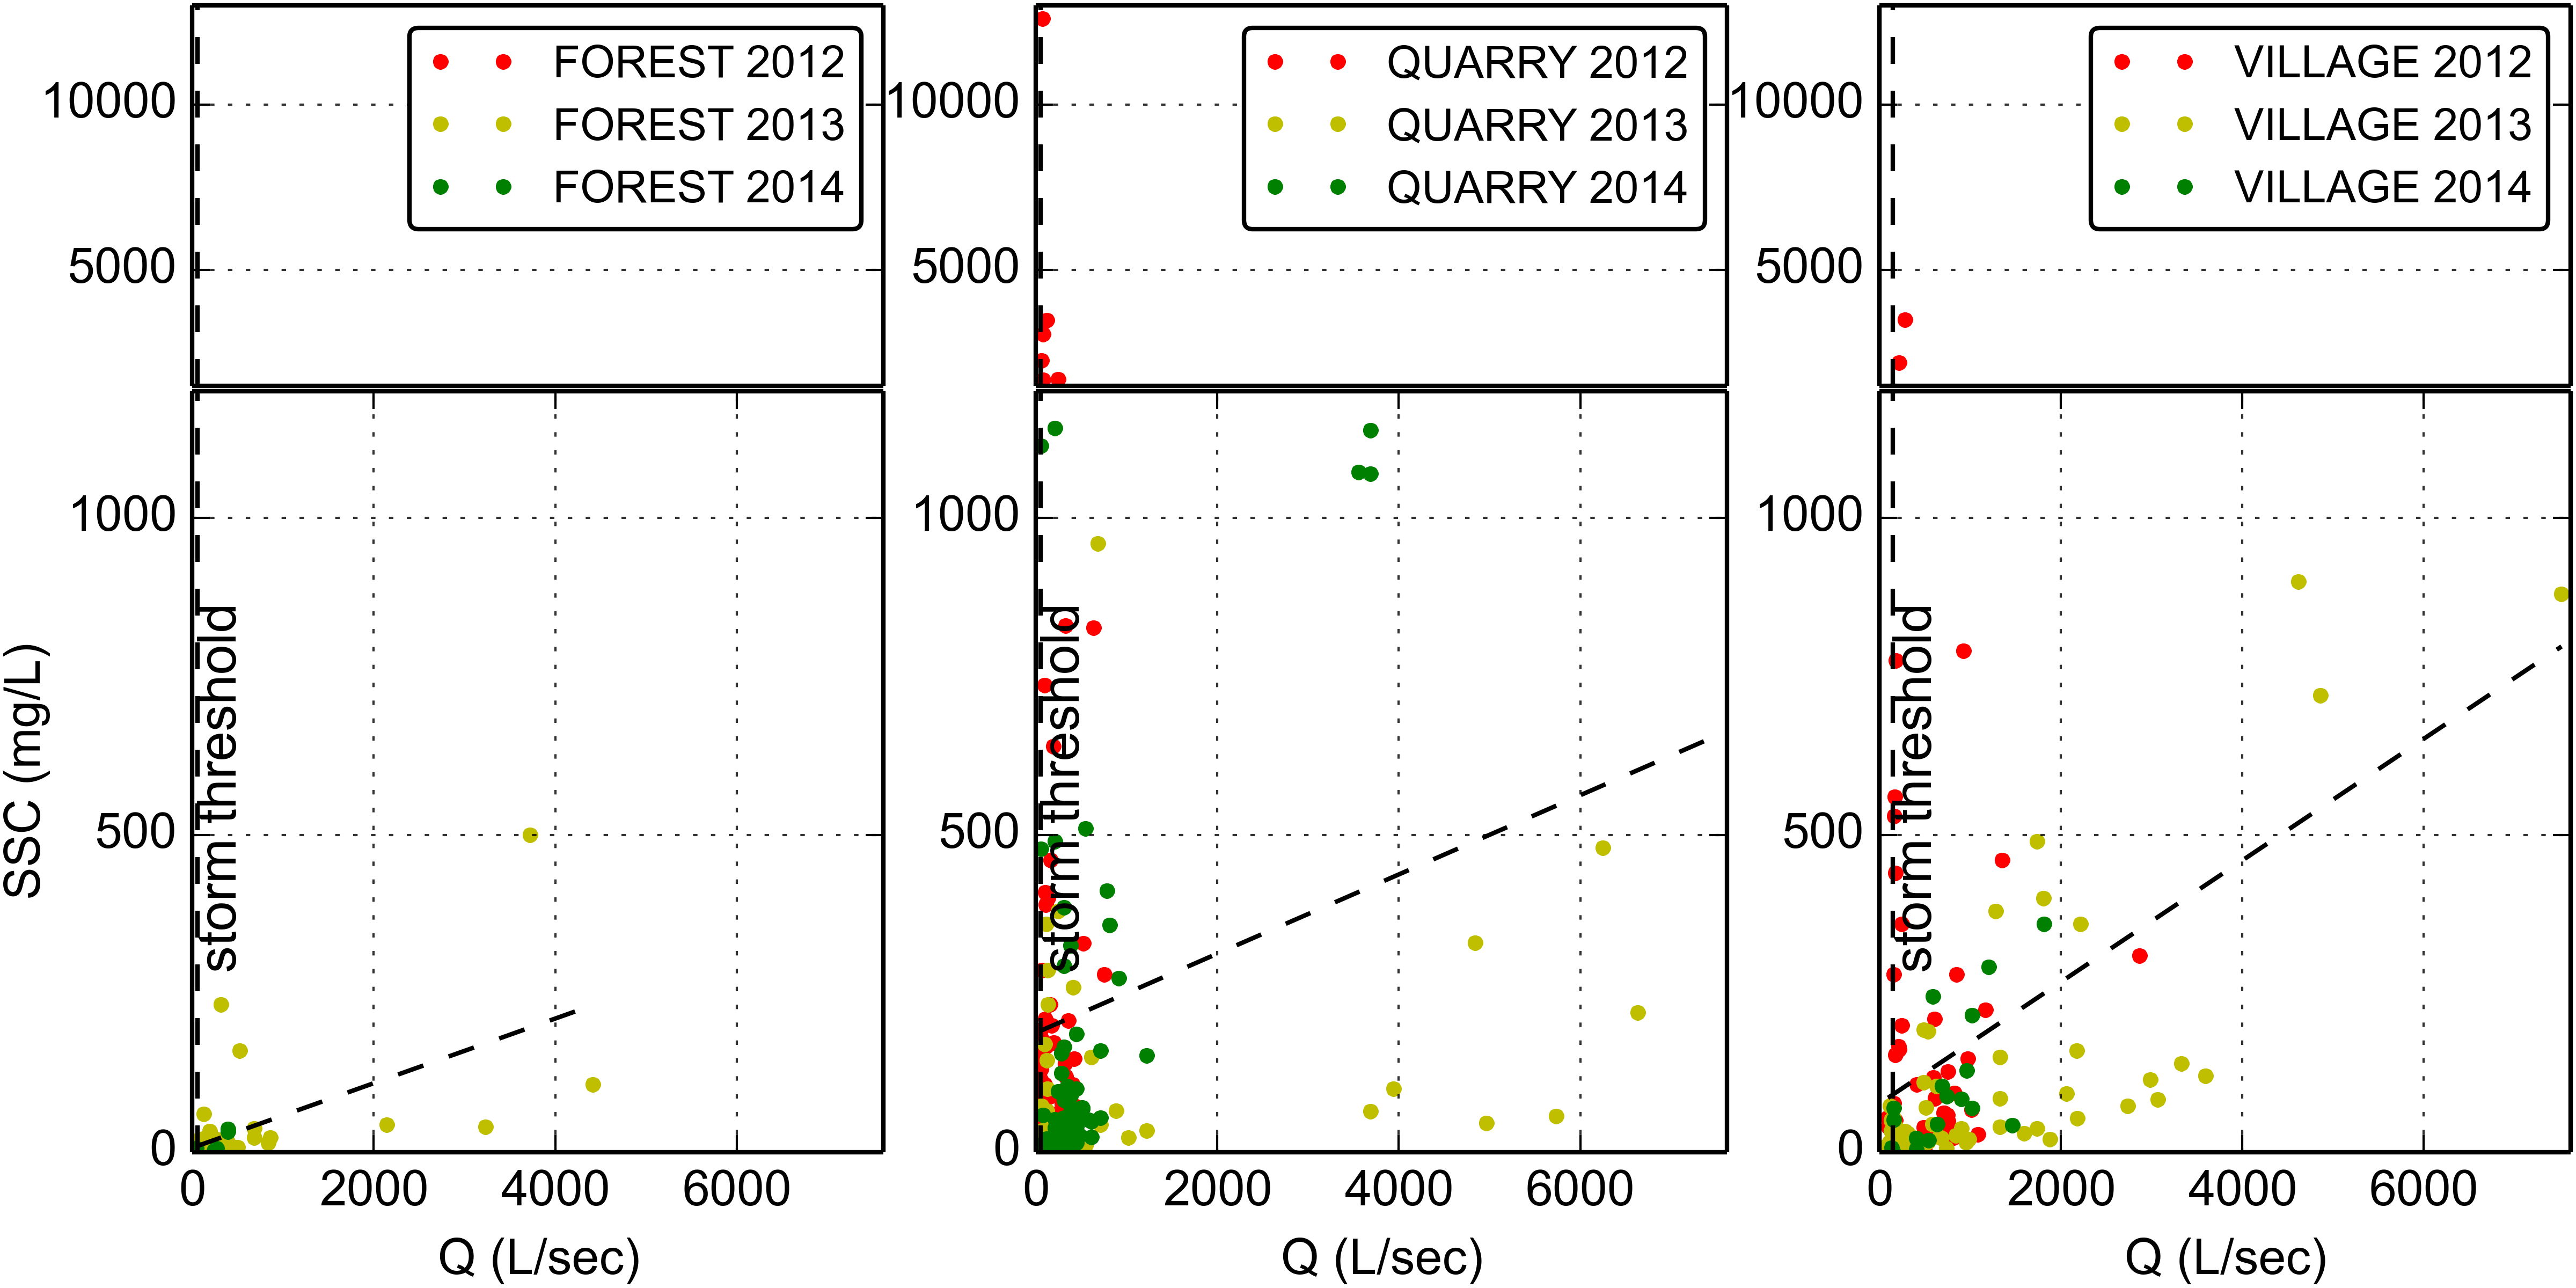 FOREST 2012
FOREST 2013
FOREST 2014
10000
5000
1000
500
0
0 2000 4000 6000
storm threshold
SSC (mg/L)
Q (L/sec)
QUARRY 2012
QUARRY 2013
QUARRY 2014
10000
5000
1000
500
0
0 2000 4000 6000
storm threshold
Q (L/sec)
VILLAGE 2012
VILLAGE 2013
VILLAGE 2014
10000
5000
1000
500
0
0 2000 4000 6000
storm threshold
Q (L/sec)